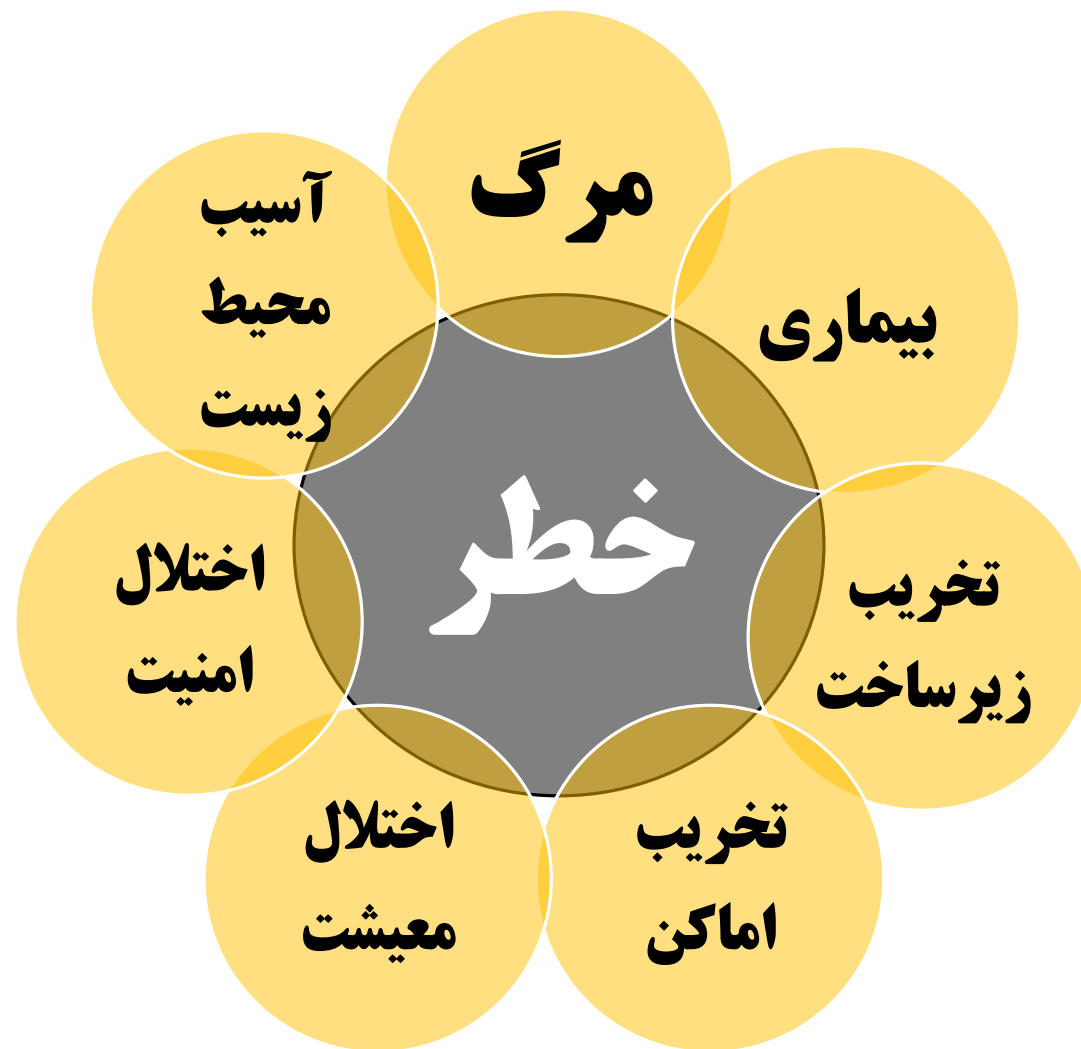 مرگ
بیماری
تخریب
زیرساخت
تخریب
اماکن
اختلال
معیشت
اختلال
امنیت
آسیب
محیط
زیست
خطر